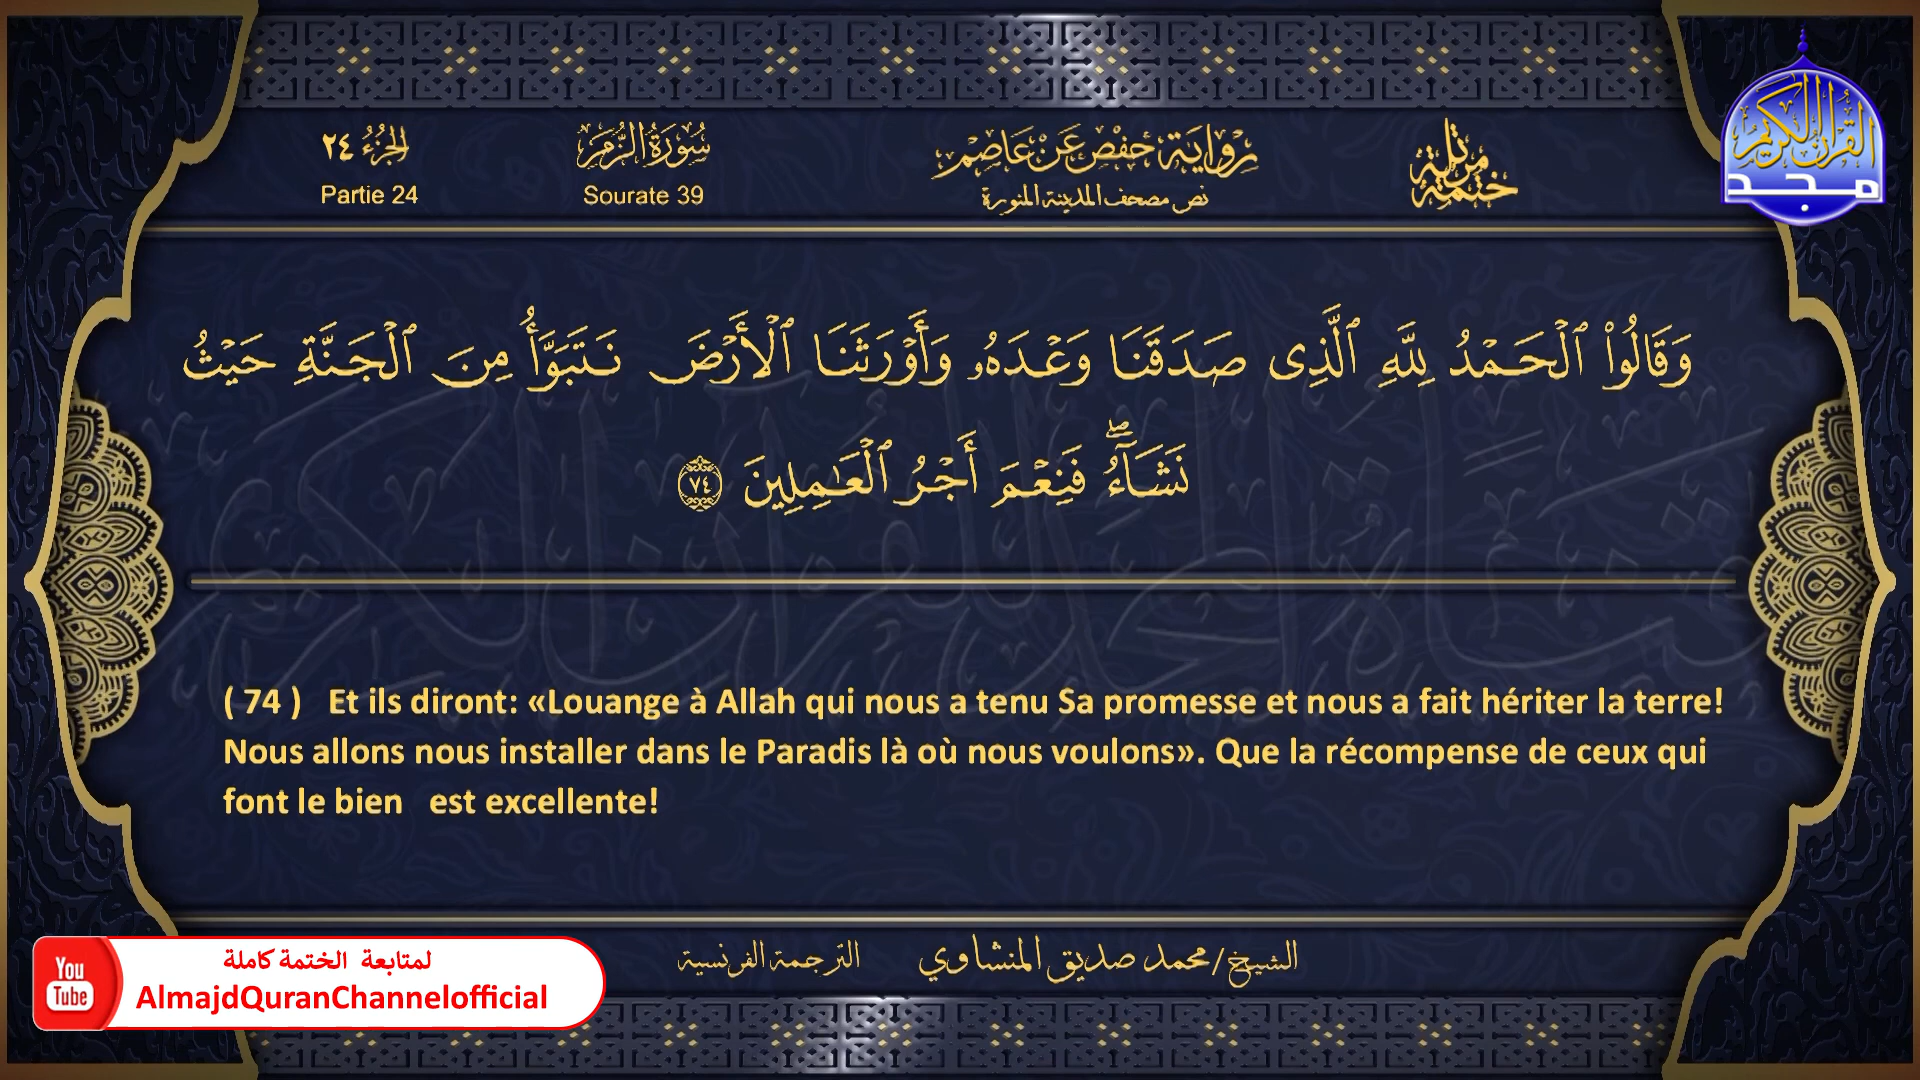 الجزء ٢٤
Partie 24
سورة الزمر
Sourate 39
رواية حفص عن عاصم
نص مصحف المدينة المنورة
ختمة مرتلة
القرآن الكريم
مجد
وَقَالُوا۟ ٱلْحَمْدُ لِلَّهِ ٱلَّذِى صَدَقَنَا وَعْدَهُۥ وَأَوْرَثَنَا ٱلْأَرْضَ نَتَبَوَّأُ مِنَ ٱلْجَنَّةِ حَيْثُ
نَشَآءُ ۖ فَنِعْمَ أَجْرُ ٱلْعَـٰمِلِينَ ٧٤
( 74 ) Et ils diront: «Louange à Allah qui nous a tenu Sa promesse et nous a fait hériter la terre!
Nous allons nous installer dans le Paradis là où nous voulons». Que la récompense de ceux qui
font le bien est excellente!
الشيخ/محمد صديق المنشاوي
الترجمة الفرنسية
You
Tube
لمتابعة الختمة كاملة
AlmajdQuranChannelofficial